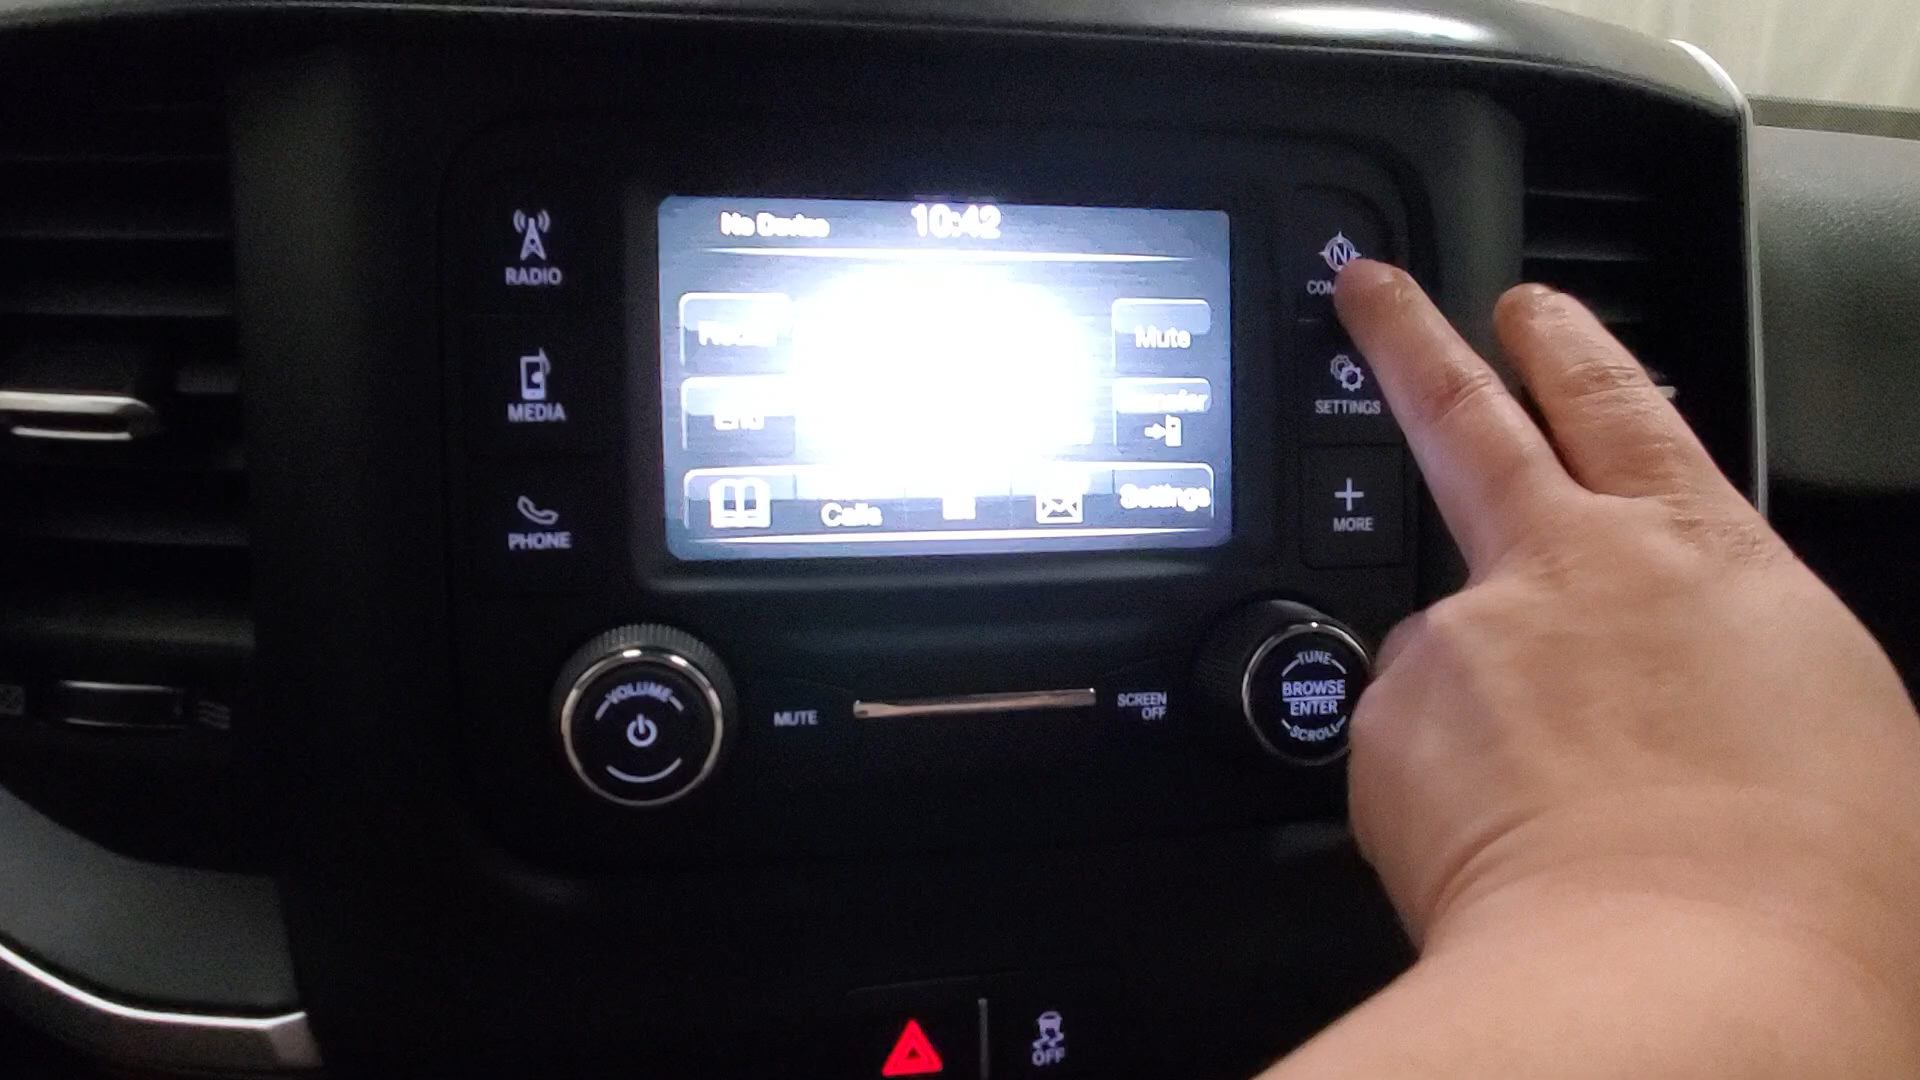 RADIO
MEDIA
PHONE
No Device
10:42
Mute
End
Calls
Settings
N
SETTINGS
MORE
VOLUME
MUTE
SCREEN
OFF
TUNE
BROWSE
ENTER
SCROLL
OFF